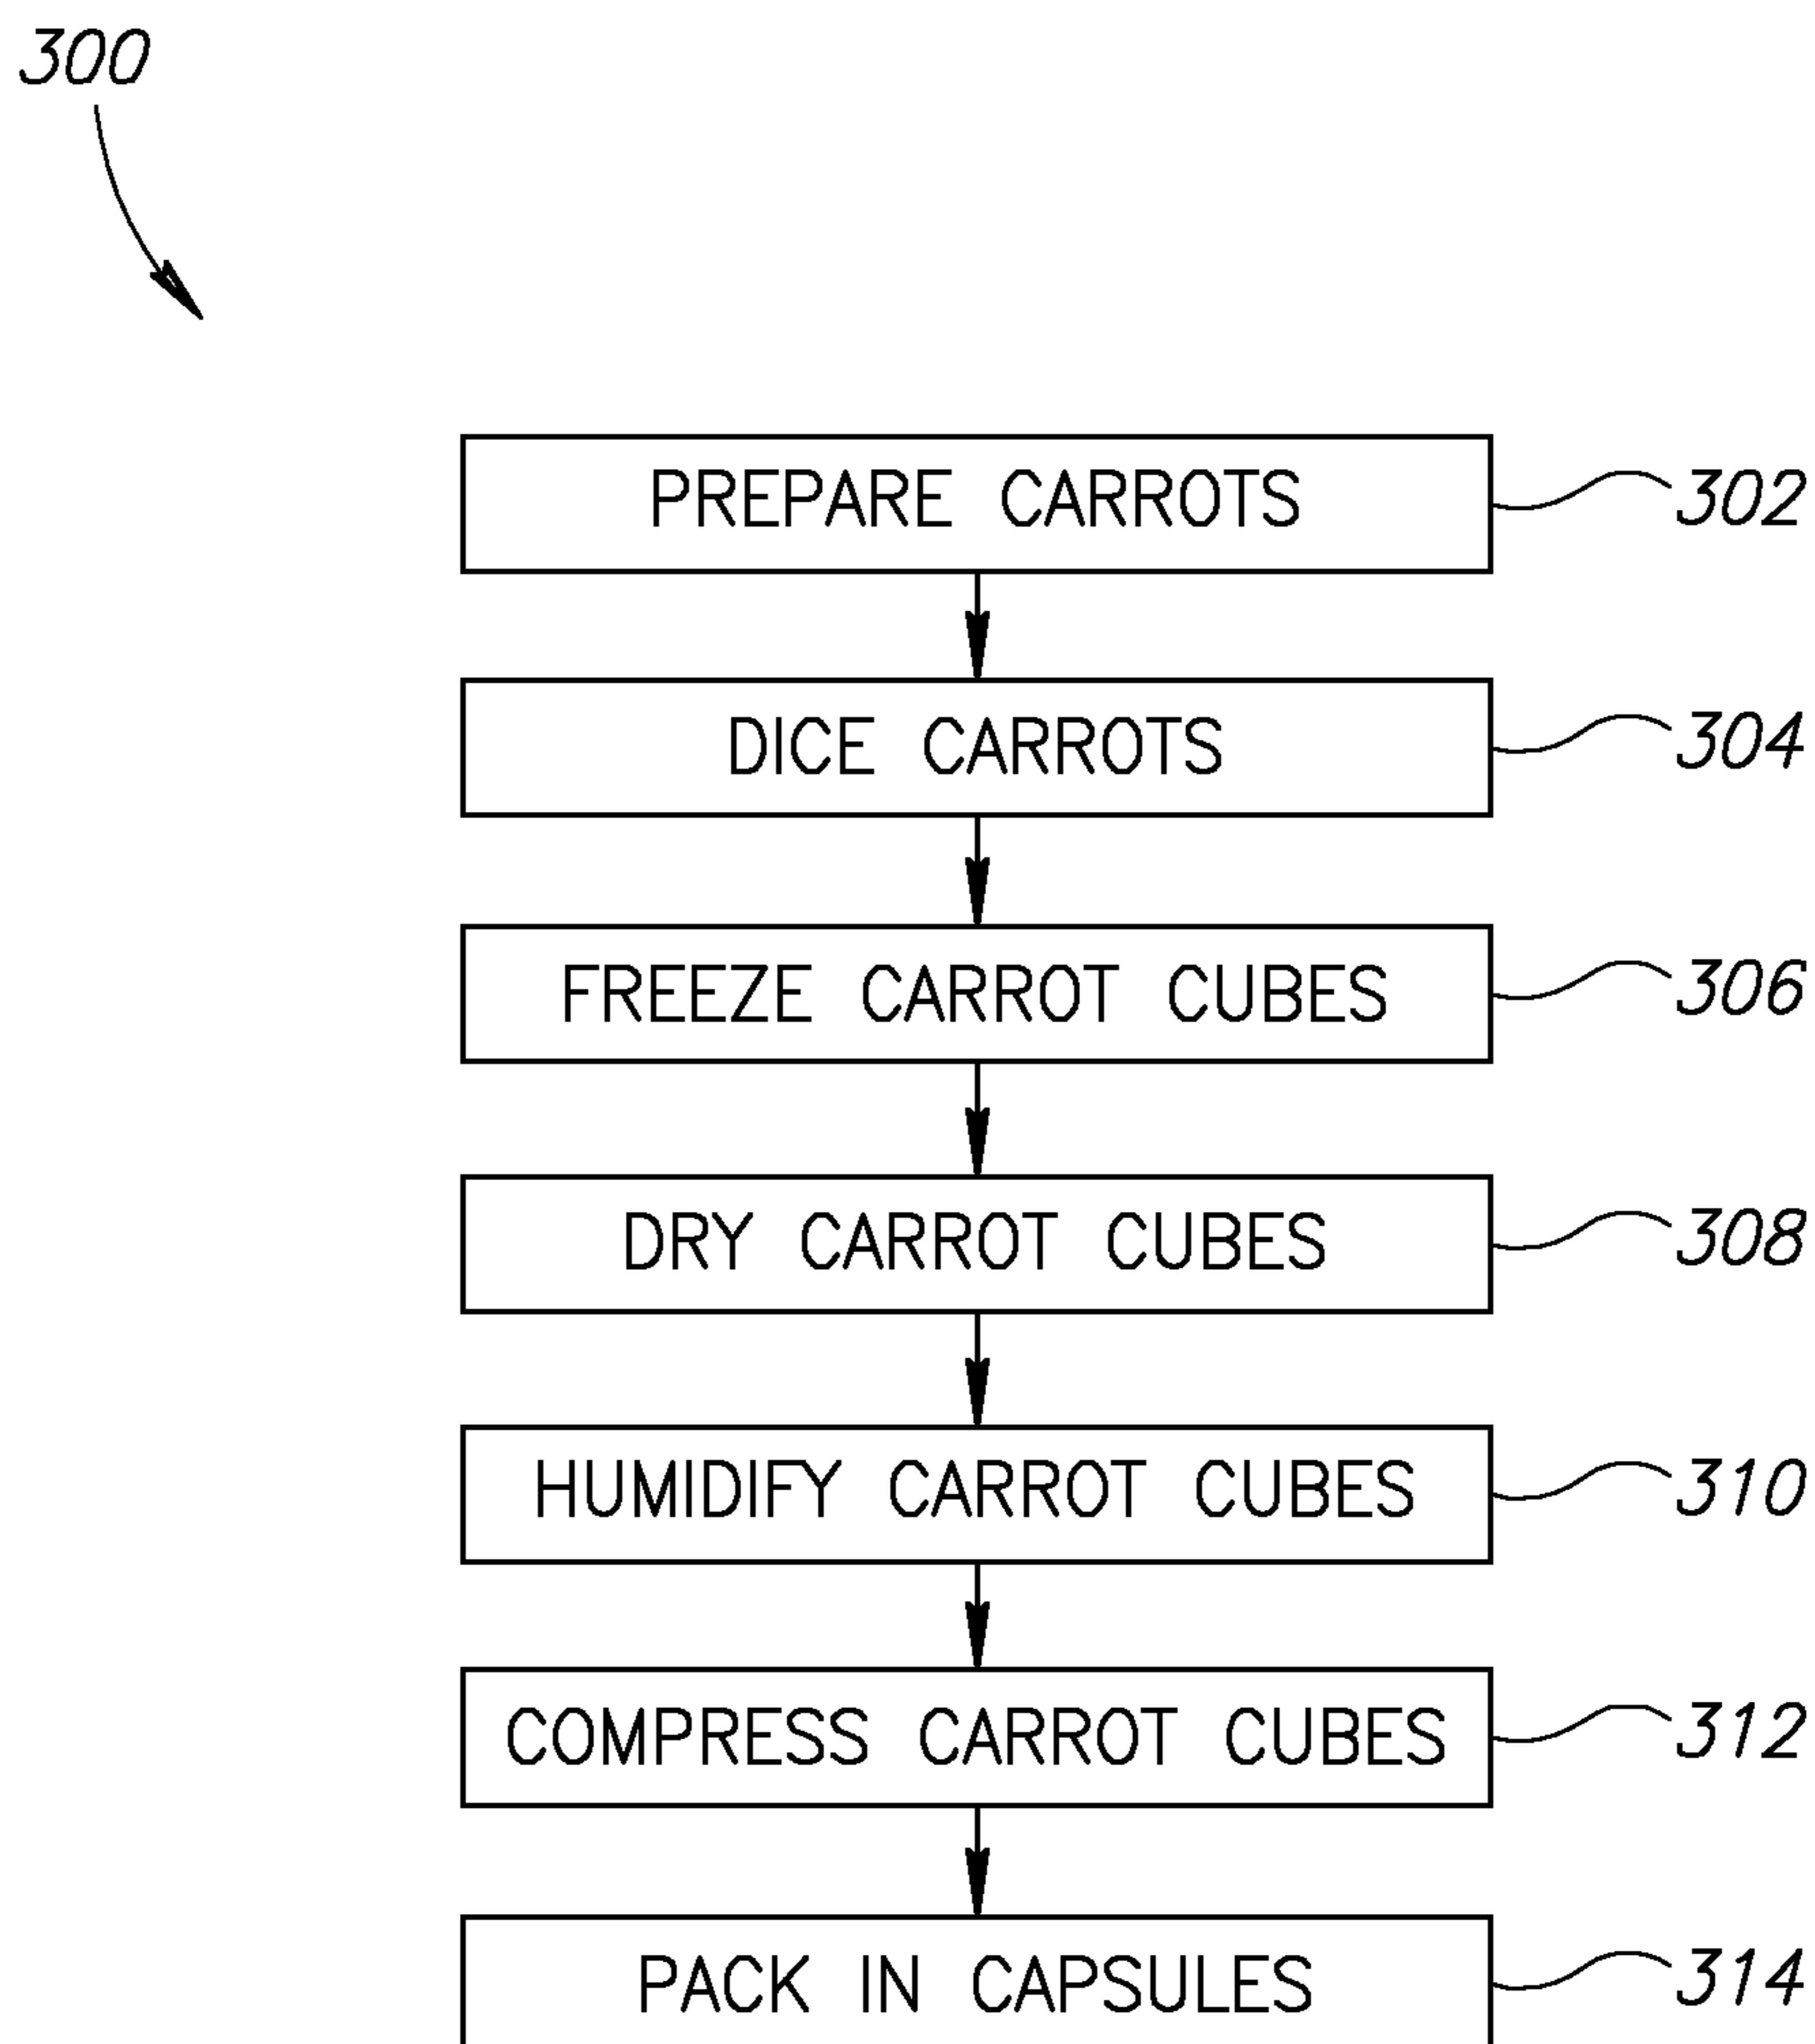 300
PREPARE CARROTS 302
DICE CARROTS 304
FREEZE CARROT CUBES 306
DRY CARROT CUBES 308
HUMIDIFY CARROT CUBES 310
COMPRESS CARROT CUBES 312
PACK IN CAPSULES 314